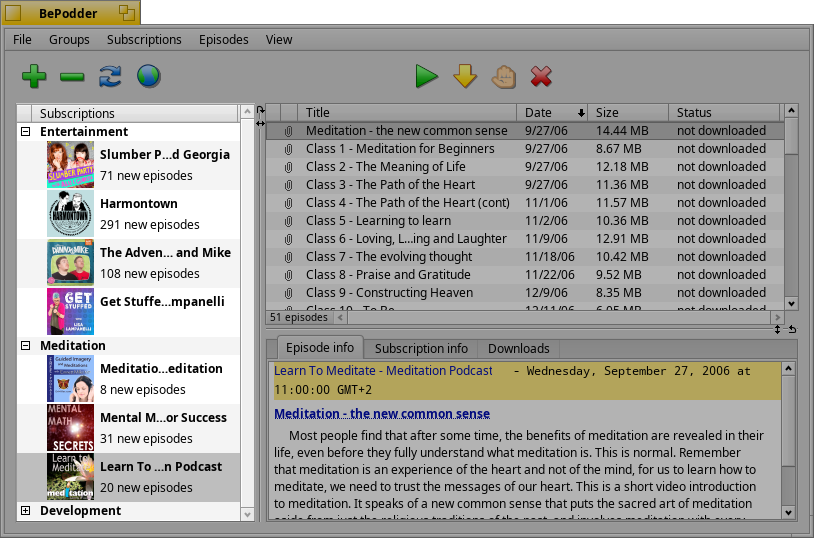 BePodder
File Groups Subscriptions Episodes View
Subscriptions
Entertainment
Slumber P...d Georgia
71 new episodes
Harmontown
291 new episodes
The Adven... and Mike
108 new episodes
Get Stuffe...mpanelli
Meditation
Meditatio...editation
8 new episodes
Mental M...or Success
31 new episodes
Learn To ...n Podcast
20 new episodes
Development
Title Date Size Status
Meditation - the new common sense 9/27/06 14.44 MB not downloaded
Class 1 - Meditation for Beginners 9/27/06 8.67 MB not downloaded
Class 2 - The Meaning of Life 9/27/06 12.18 MB not downloaded
Class 3 - The Path of the Heart 9/27/06 11.36 MB not downloaded
Class 4 - The Path of the Heart (cont) 11/1/06 11.57 MB not downloaded
Class 5 - Learning to learn 11/2/06 10.36 MB not downloaded
Class 6 - Loving, L...ing and Laughter 11/9/06 12.91 MB not downloaded
Class 7 - The evolving thought 11/18/06 10.42 MB not downloaded
Class 8 - Praise and Gratitude 11/22/06 9.52 MB not downloaded
Class 9 - Constructing Heaven 12/9/06 8.35 MB not downloaded
51 episodes
Episode info Subscription info Downloads
Learn To Meditate - Meditation Podcast - Wednesday, September 27, 2006 at
11:00:00 GMT+2
Meditation - the new common sense
Most people find that after some time, the benefits of meditation are revealed in their
life, even before they fully understand what meditation is. This is normal. Remember
that meditation is an experience of the heart and not of the mind, for us to learn how to
meditate, we need to trust the messages of our heart. This is a short video introduction
to meditation. It speaks of a new common sense that puts the sacred art of meditation